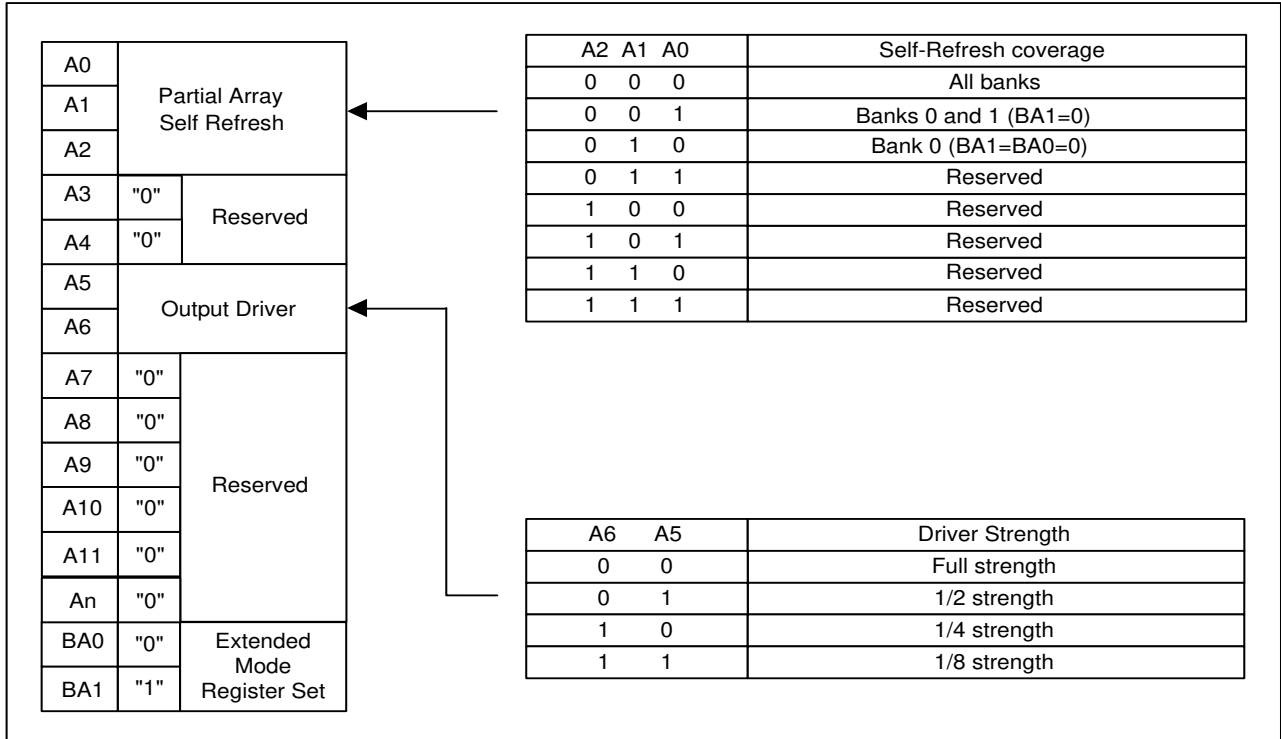 A0
A1
A2
Partial Array
Self Refresh
A3 "0"
A4 "0"
Reserved
A5
A6
Output Driver
A7 "0"
A8 "0"
A9 "0"
A10 "0"
A11 "0"
An "0"
Reserved
BA0 "0"
BA1 "1"
Extended
Mode
Register Set
A2 A1 A0 Self-Refresh coverage
0 0 0 All banks
0 0 1 Banks 0 and 1 (BA1=0)
0 1 0 Bank 0 (BA1=BA0=0)
0 1 1 Reserved
1 0 0 Reserved
1 0 1 Reserved
1 1 0 Reserved
1 1 1 Reserved
A6 A5 Driver Strength
0 0 Full strength
0 1 1/2 strength
1 0 1/4 strength
1 1 1/8 strength